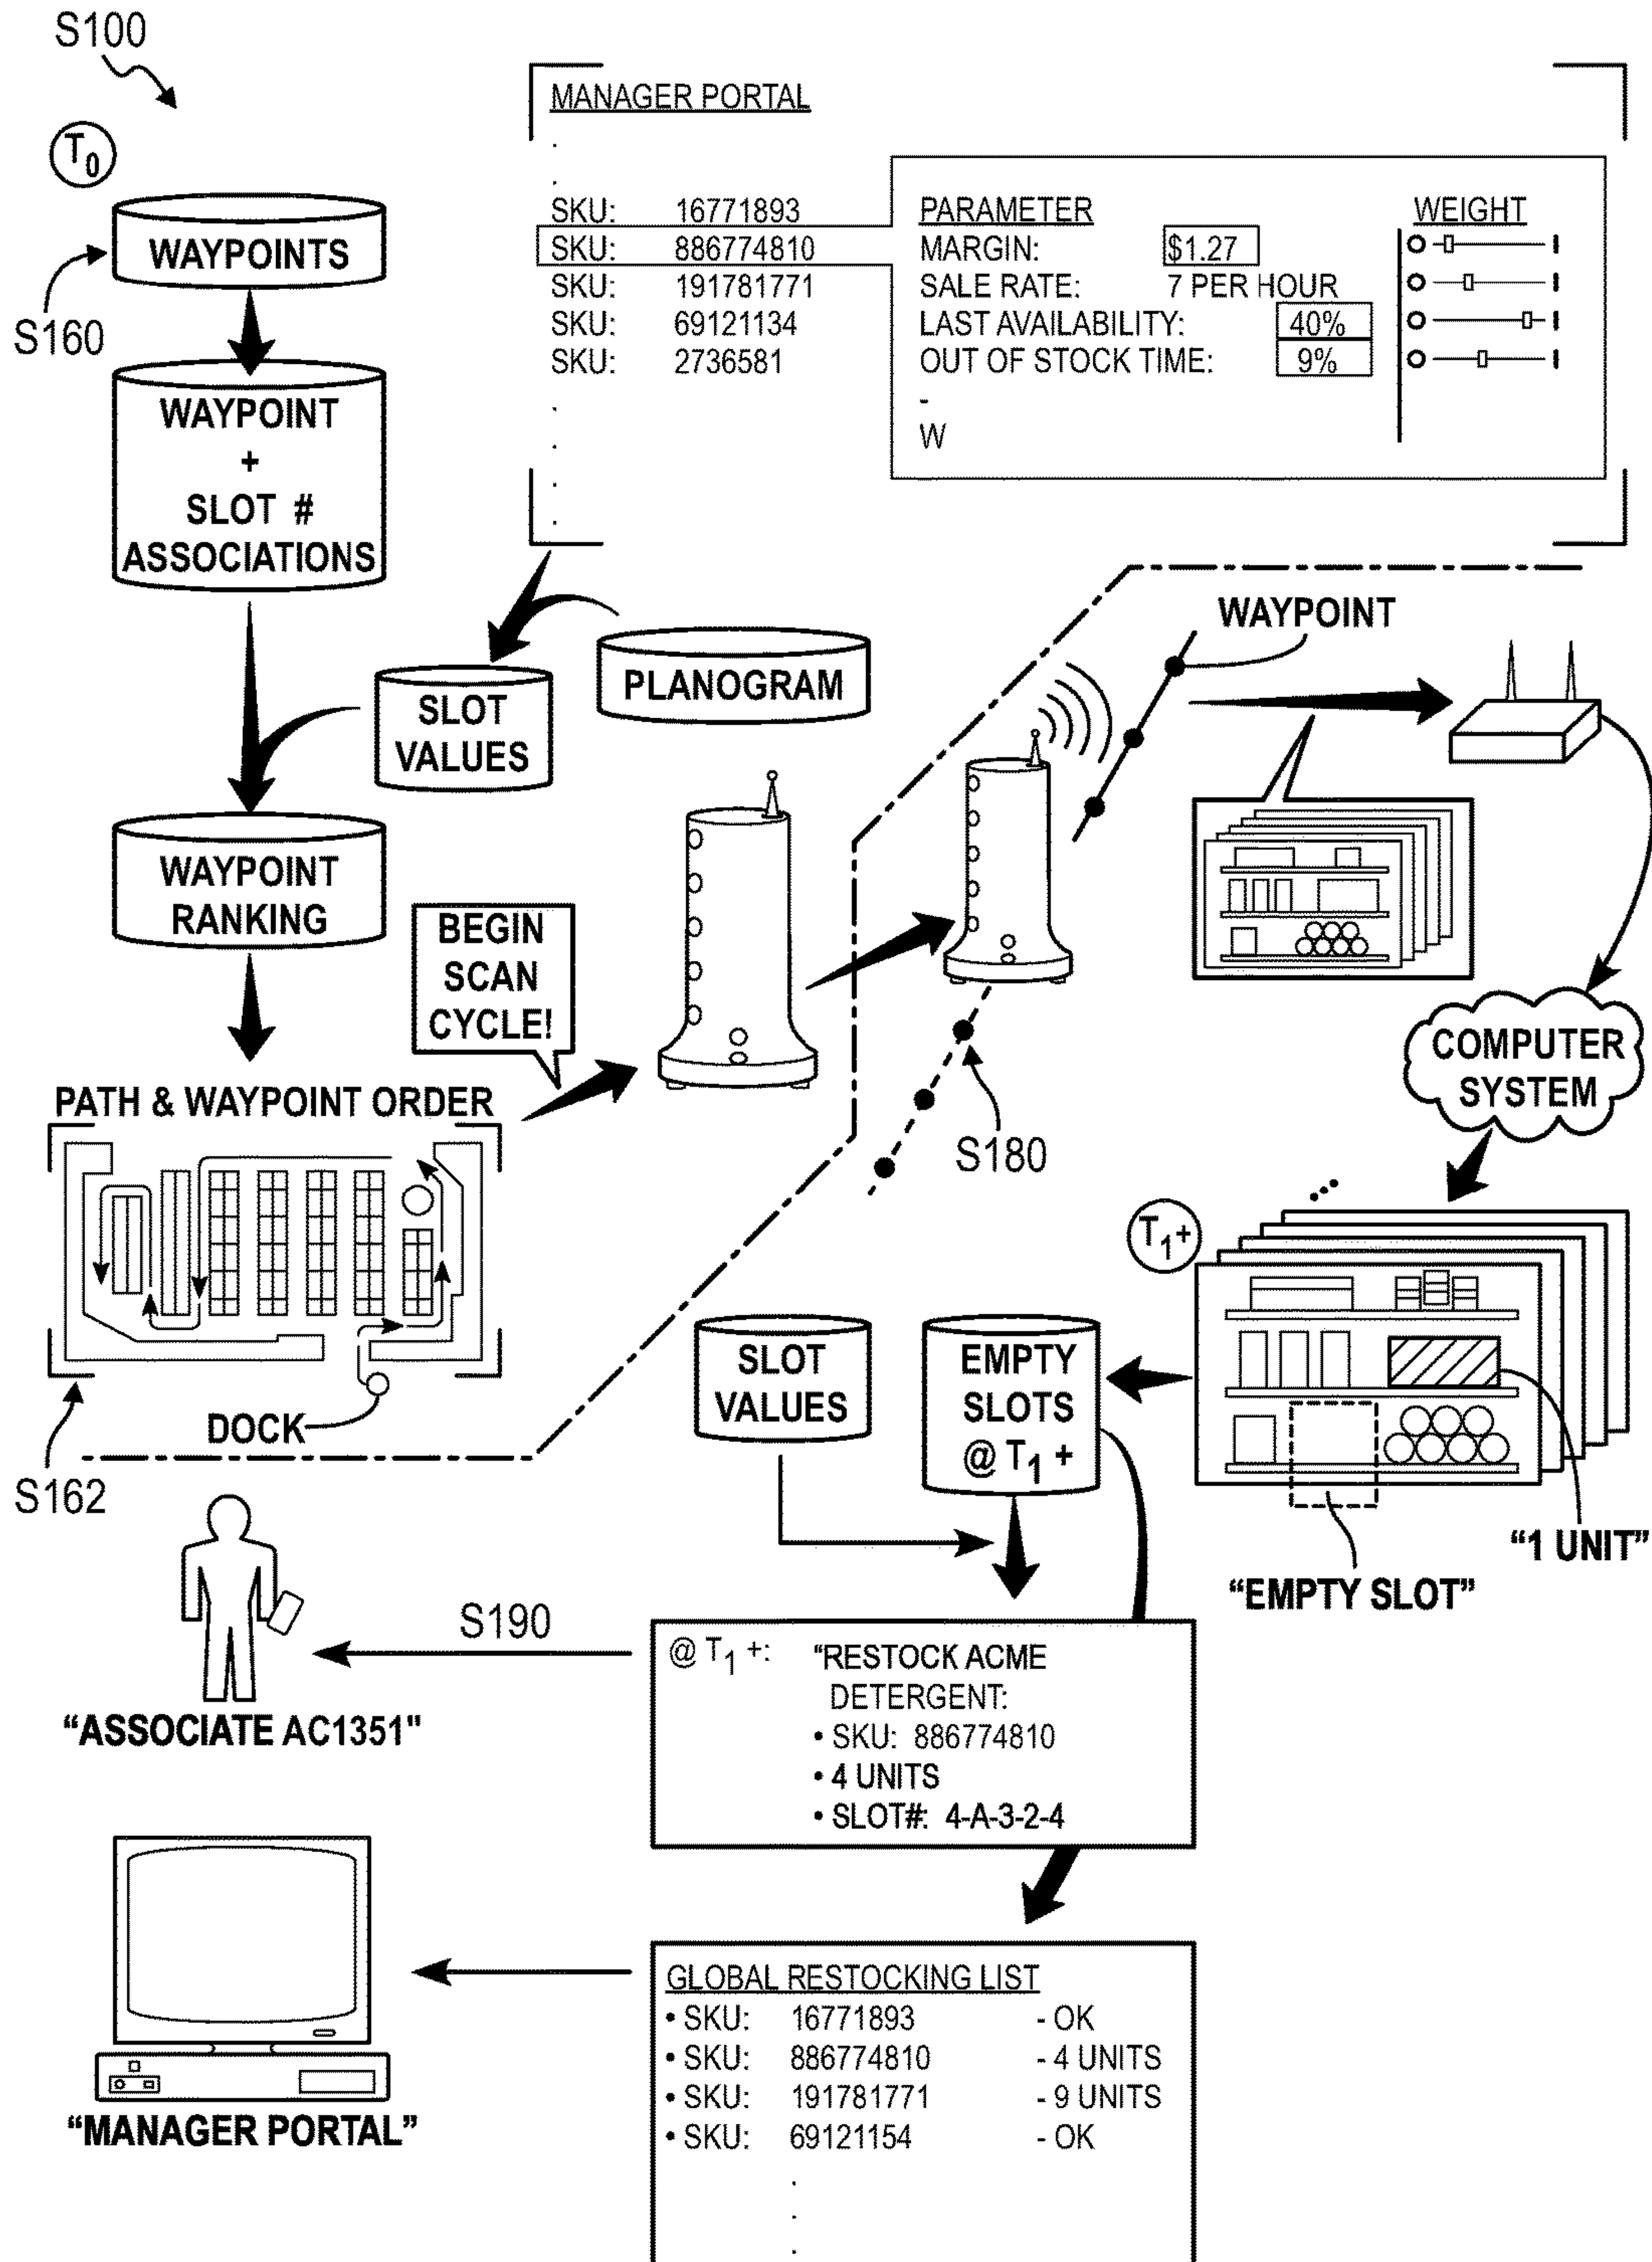 S100
T0
WAYPOINTS
S160
WAYPOINT
+
SLOT #
ASSOCIATIONS
MANAGER PORTAL
SKU: 16771893
SKU: 886774810
SKU: 191781771
SKU: 69121134
SKU: 2736581
PARAMETER WEIGHT
MARGIN: $1.27
SALE RATE: 7 PER HOUR
LAST AVAILABILITY: 40%
OUT OF STOCK TIME: 9%
-
W
PLANOGRAM
SLOT
VALUES
WAYPOINT
RANKING
BEGIN
SCAN
CYCLE!
PATH & WAYPOINT ORDER
DOCK
S162
WAYPOINT
S180
COMPUTER
SYSTEM
T1+
"1 UNIT"
"EMPTY SLOT"
SLOT
VALUES
EMPTY
SLOTS
@ T1 +
S190
"ASSOCIATE AC1351"
@ T1 +: "RESTOCK ACME
DETERGENT:
• SKU: 886774810
• 4 UNITS
• SLOT#: 4-A-3-2-4
"MANAGER PORTAL"
GLOBAL RESTOCKING LIST
• SKU: 16771893 - OK
• SKU: 886774810 - 4 UNITS
• SKU: 191781771 - 9 UNITS
• SKU: 69121154 - OK